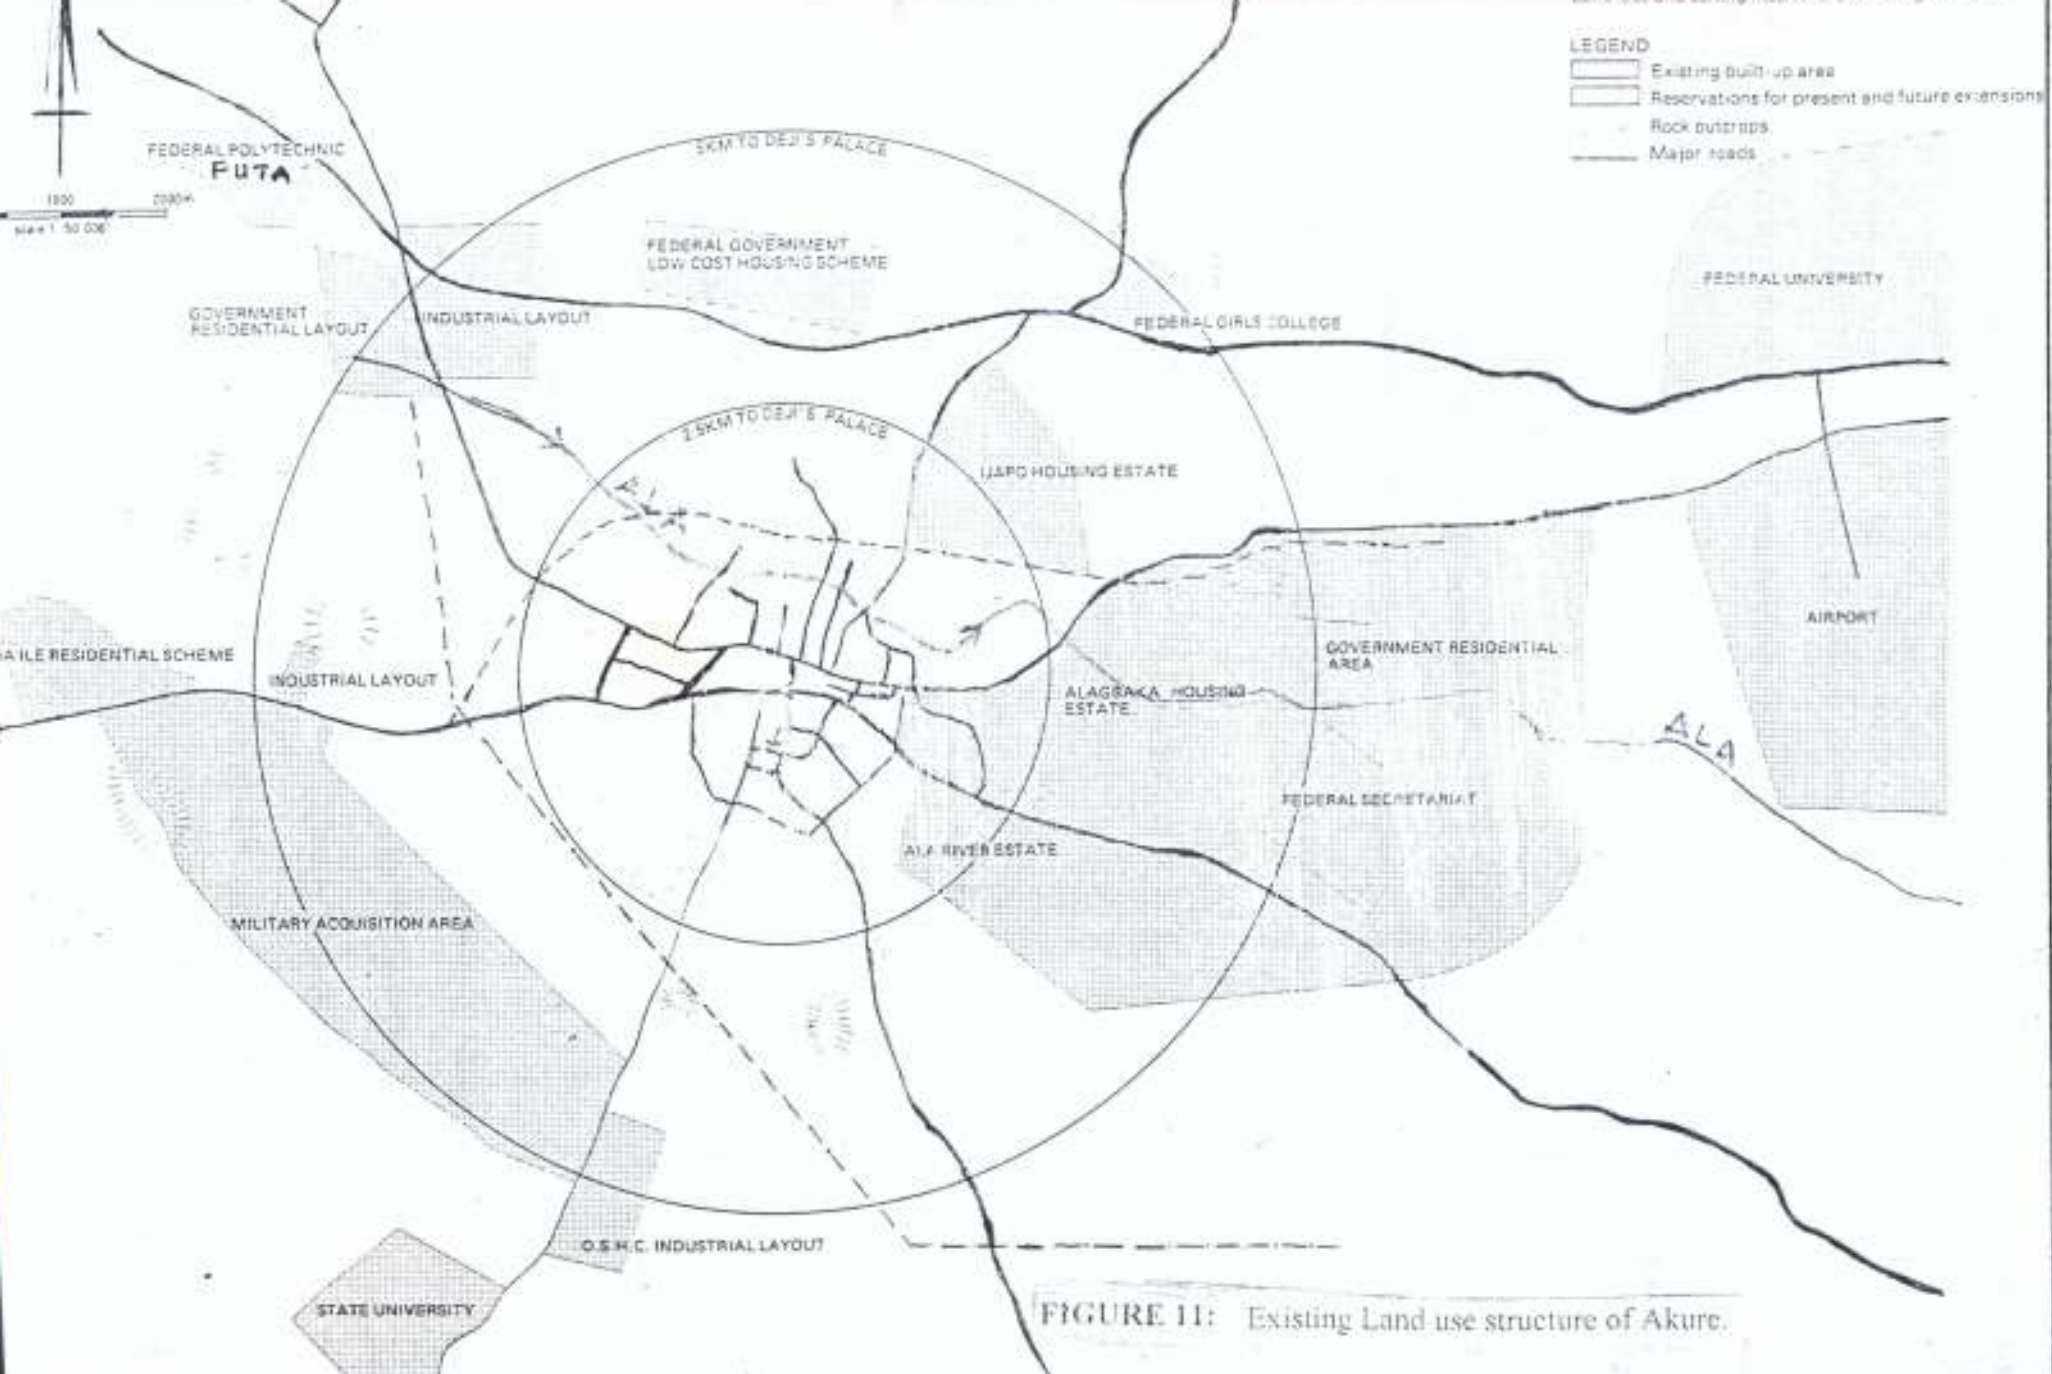 LEGEND
Existing built-up area
Reservations for present and future extensions
Rock outcrops
Major roads
FEDERAL POLYTECHNIC
FUTA
1000 2000m
5KM TO DEJI'S PALACE
FEDERAL GOVERNMENT
LOW COST HOUSING SCHEME
FEDERAL UNIVERSITY
GOVERNMENT
RESIDENTIAL LAYOUT
INDUSTRIAL LAYOUT
FEDERAL GIRLS COLLEGE
2.5KM TO DEJI'S PALACE
IJAPO HOUSING ESTATE
ALA
AIRPORT
RESIDENTIAL SCHEME
GOVERNMENT RESIDENTIAL
AREA
INDUSTRIAL LAYOUT
ALAGBAKA HOUSING
ESTATE
ALA
FEDERAL SECRETARIAT
ALA RIVER ESTATE
MILITARY ACQUISITION AREA
O.S.H.C. INDUSTRIAL LAYOUT
STATE UNIVERSITY
FIGURE 11: Existing Land use structure of Akure.